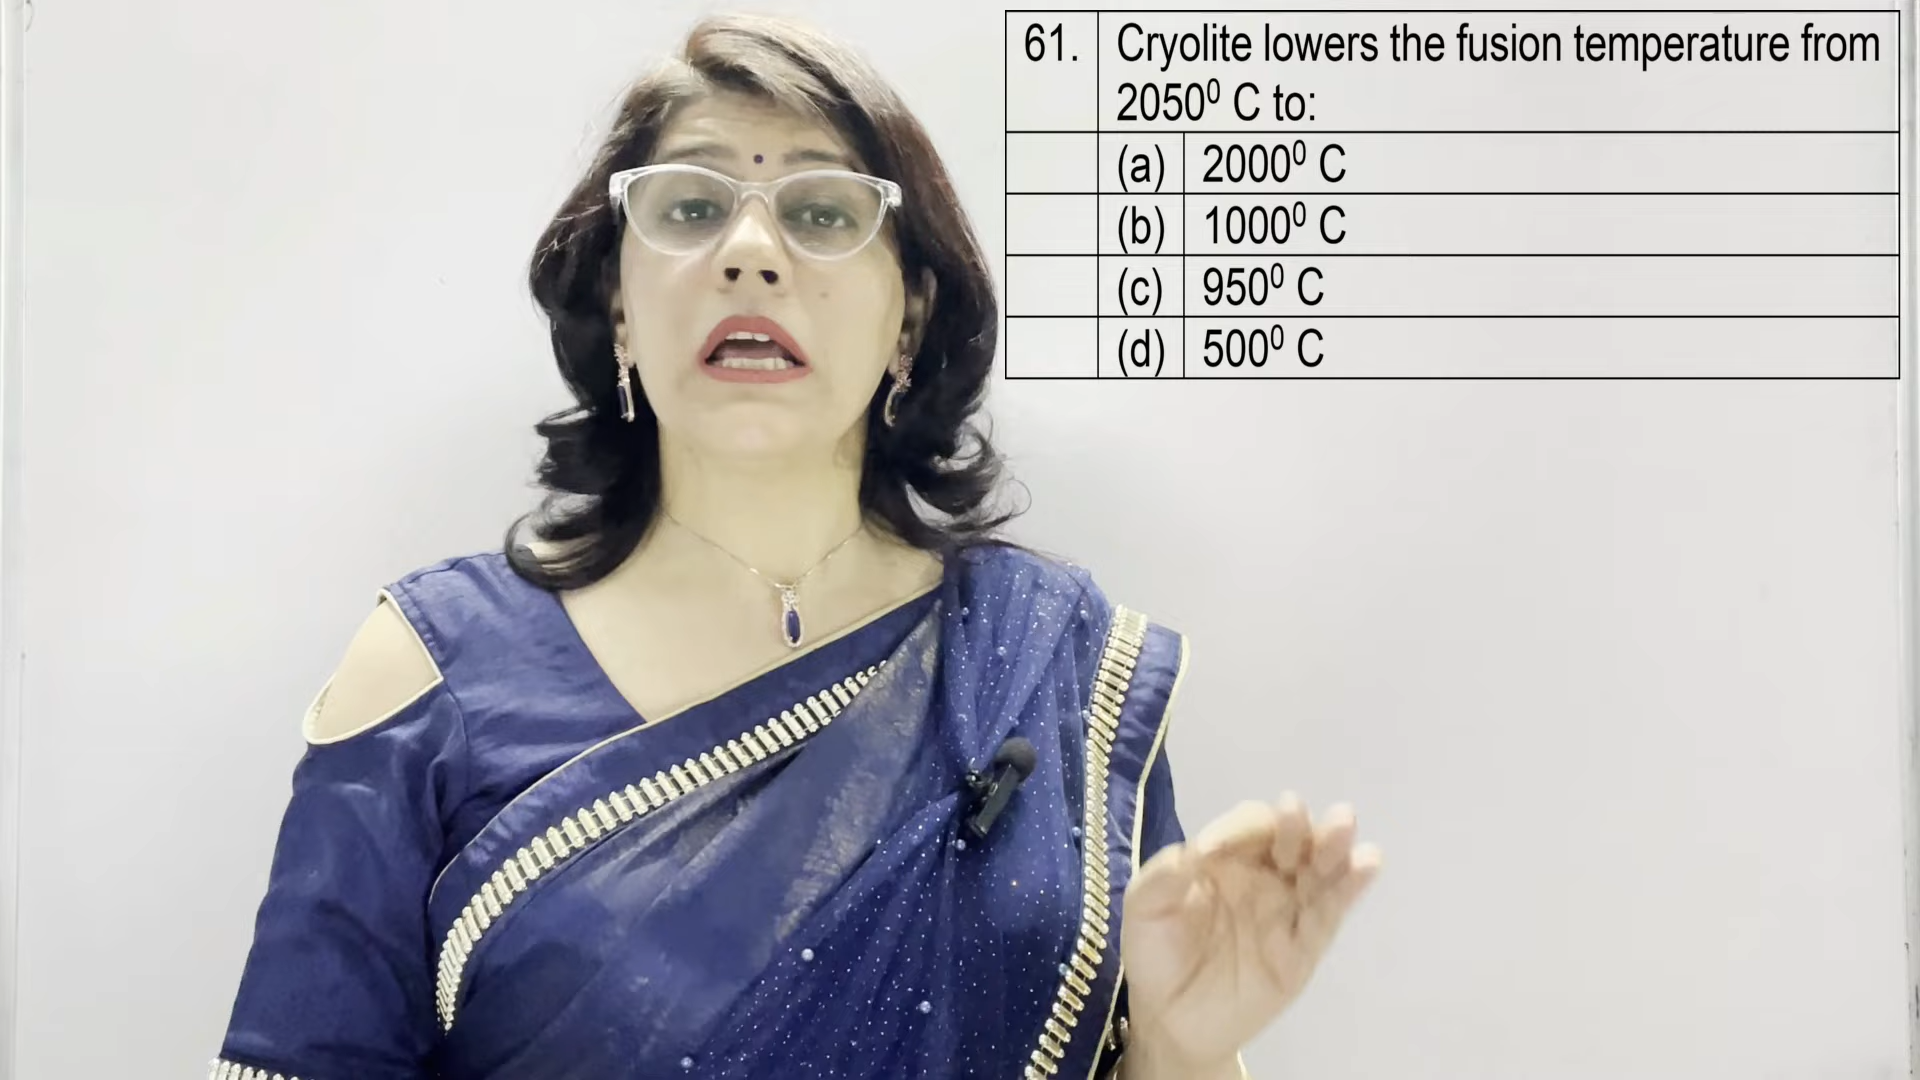 61. Cryolite lowers the fusion temperature from
2050⁰ C to:
(a) 2000⁰ C
(b) 1000⁰ C
(c) 950⁰ C
(d) 500⁰ C